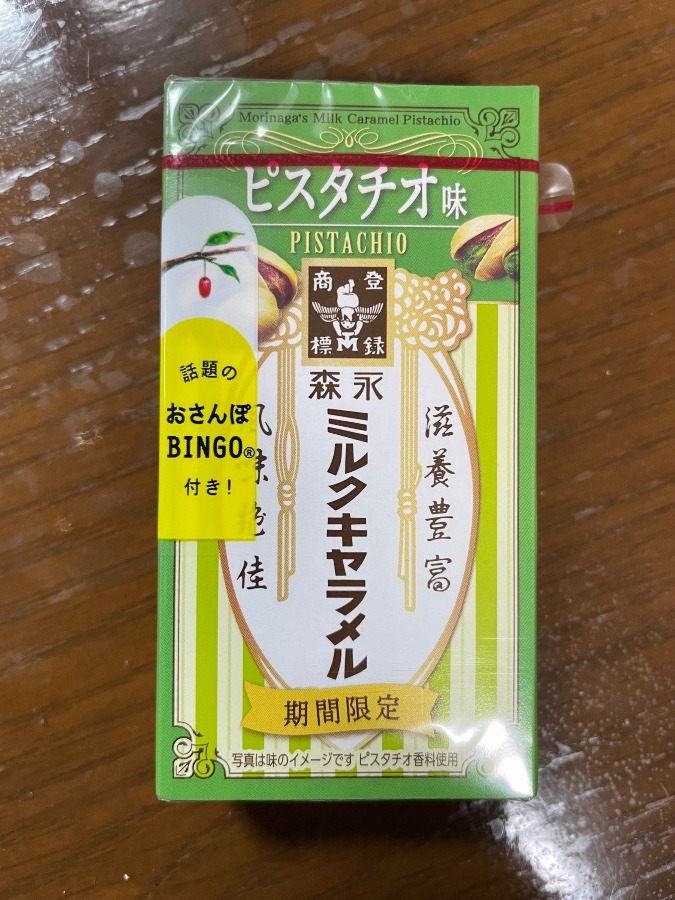 Morinaga's Milk Caramel Pistachio
ピスタチオ味
PISTACHIO
商標
登録
森永
ミルクキャラメル
滋養豊富
風味絶佳
話題の
おさんぽ
BINGO®
付き!
期間限定
写真は味のイメージです ピスタチオ香料使用